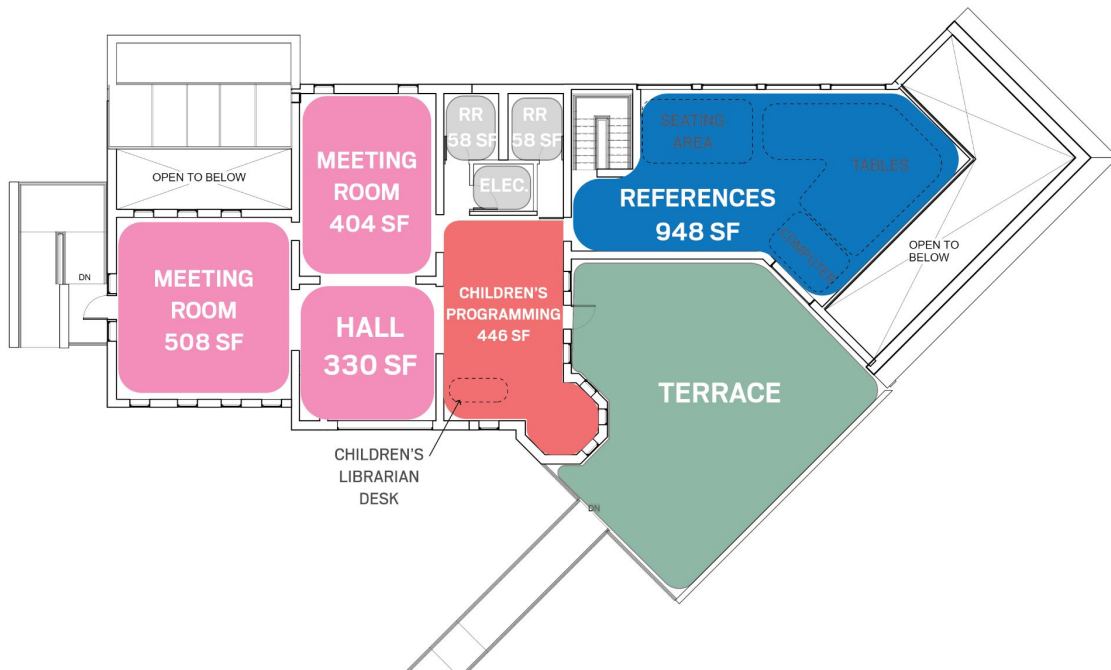 RR
58 SF
RR
58 SF
SEATING
AREA
MEETING
ROOM
404 SF
TABLES
OPEN TO BELOW
ELEC.
REFERENCES
948 SF
COMPUTER
OPEN TO
BELOW
DN
MEETING
ROOM
508 SF
CHILDREN'S
PROGRAMMING
446 SF
HALL
330 SF
TERRACE
CHILDREN'S
LIBRARIAN
DESK
DN